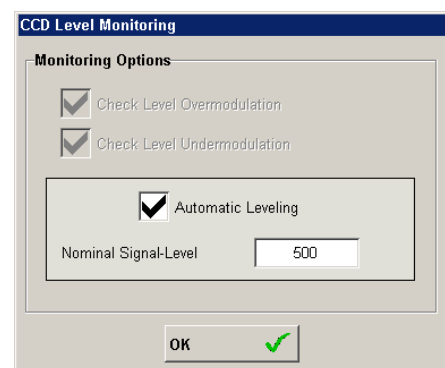 CCD Level Monitoring
Monitoring Options
Check Level Overmodulation
Check Level Undermodulation
Automatic Leveling
Nominal Signal-Level 500
OK